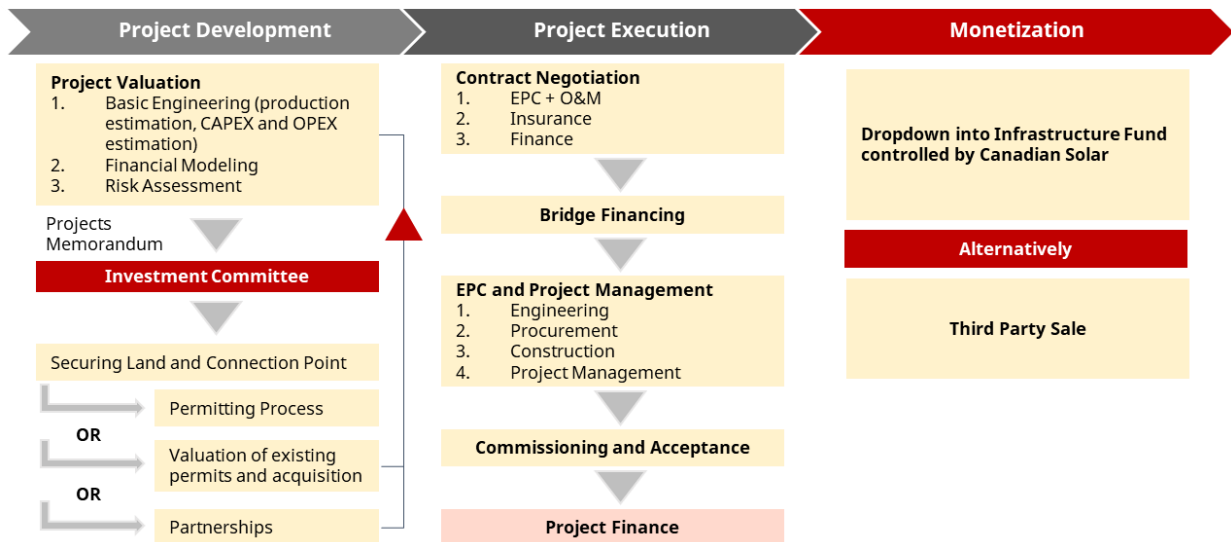 Project Development
Project Execution
Monetization
Project Valuation
1. Basic Engineering (production
estimation, CAPEX and OPEX
estimation)
2. Financial Modeling
3. Risk Assessment
Projects
Memorandum
Investment Committee
Securing Land and Connection Point
Permitting Process
OR
Valuation of existing
permits and acquisition
OR
Partnerships
Contract Negotiation
1. EPC + O&M
2. Insurance
3. Finance
Bridge Financing
EPC and Project Management
1. Engineering
2. Procurement
3. Construction
4. Project Management
Commissioning and Acceptance
Project Finance
Dropdown into Infrastructure Fund
controlled by Canadian Solar
Alternatively
Third Party Sale